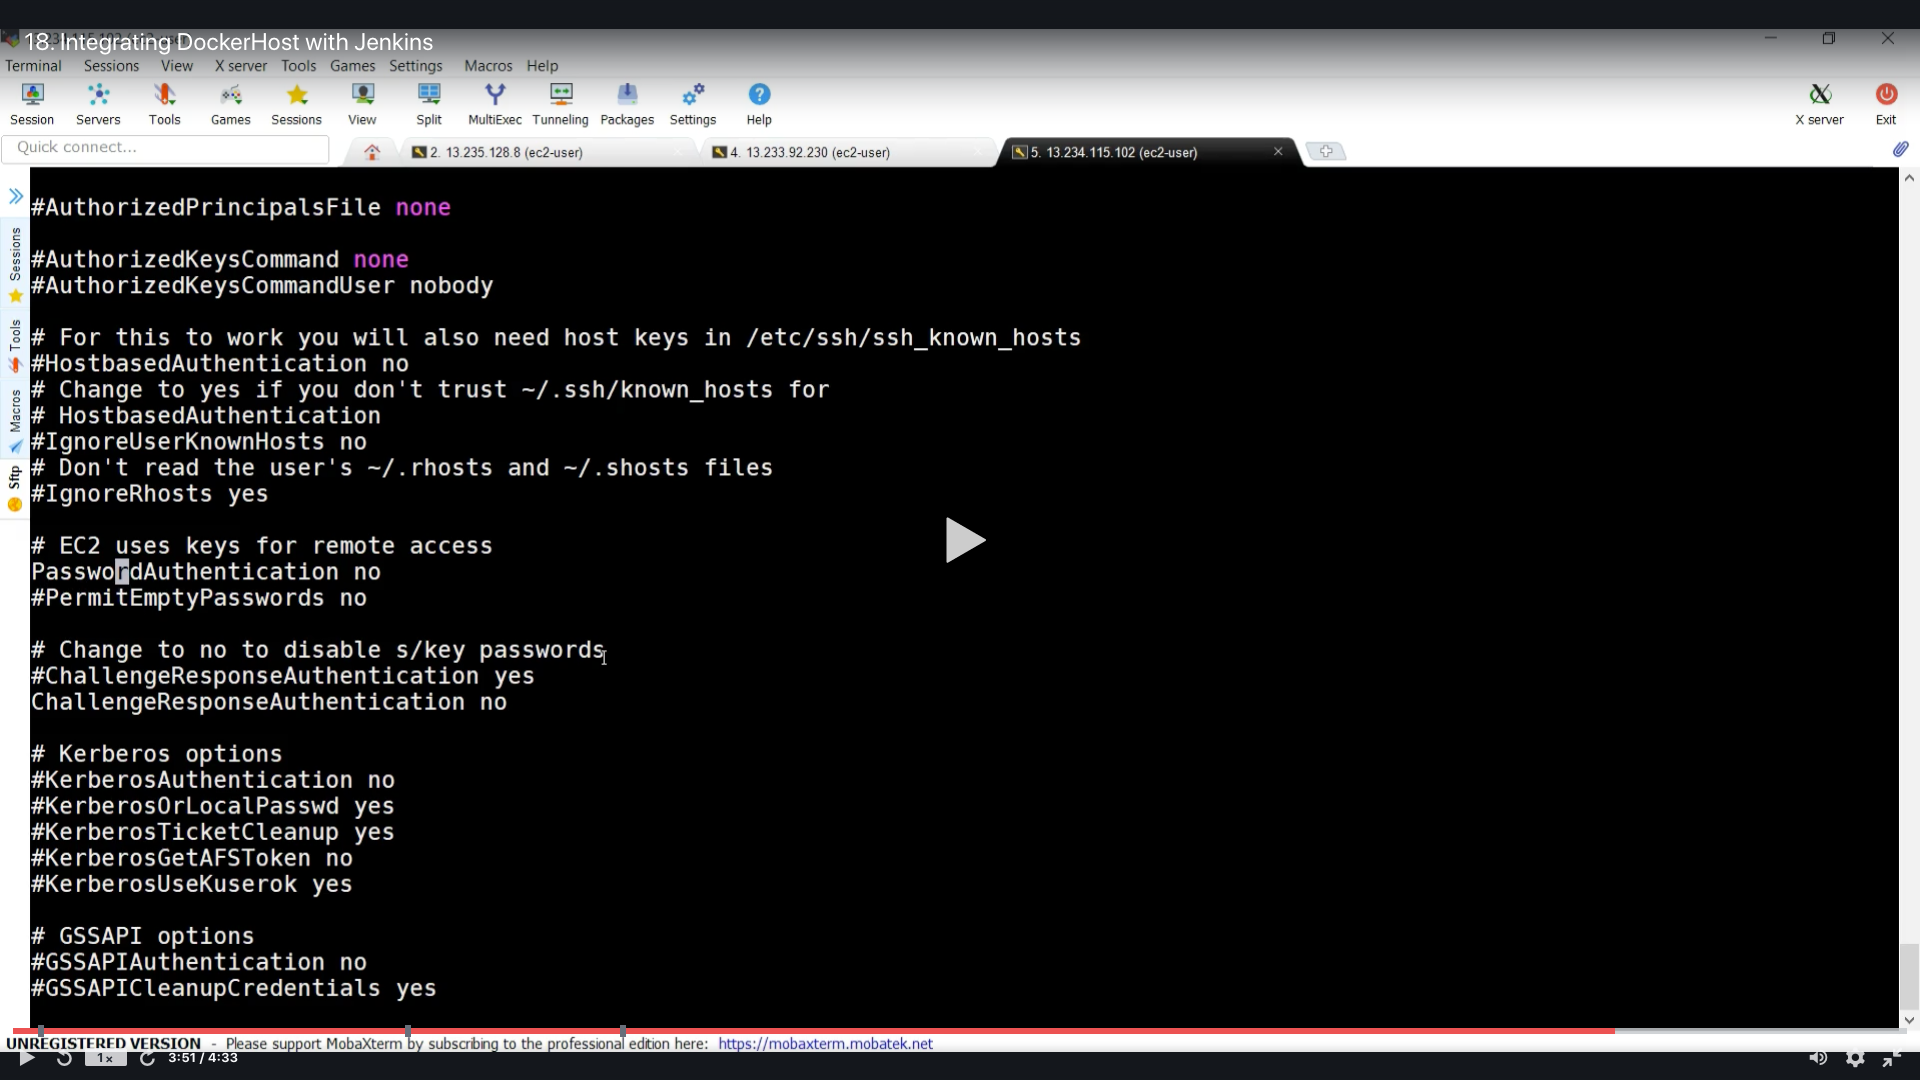 18. Integrating DockerHost with Jenkins
Terminal Sessions View X server Tools Games Settings Macros Help
Session Servers Tools Games Sessions View Split MultiExec Tunneling Packages Settings Help X server Exit
Quick connect...
2. 13.235.128.8 (ec2-user)
4. 13.233.92.230 (ec2-user)
5. 13.234.115.102 (ec2-user)
Sessions
Tools
Macros
Sftp
#AuthorizedPrincipalsFile none
#AuthorizedKeysCommand none
#AuthorizedKeysCommandUser nobody
# For this to work you will also need host keys in /etc/ssh/ssh_known_hosts
#HostbasedAuthentication no
# Change to yes if you don't trust ~/.ssh/known_hosts for
# HostbasedAuthentication
#IgnoreUserKnownHosts no
# Don't read the user's ~/.rhosts and ~/.shosts files
#IgnoreRhosts yes
# EC2 uses keys for remote access
PasswordAuthentication no
#PermitEmptyPasswords no
# Change to no to disable s/key passwords
#ChallengeResponseAuthentication yes
ChallengeResponseAuthentication no
# Kerberos options
#KerberosAuthentication no
#KerberosOrLocalPasswd yes
#KerberosTicketCleanup yes
#KerberosGetAFSToken no
#KerberosUseKuserok yes
# GSSAPI options
#GSSAPIAuthentication no
#GSSAPICleanupCredentials yes
UNREGISTERED VERSION - Please support MobaXterm by subscribing to the professional edition here: https://mobaxterm.mobatek.net
1x 3:51 / 4:33